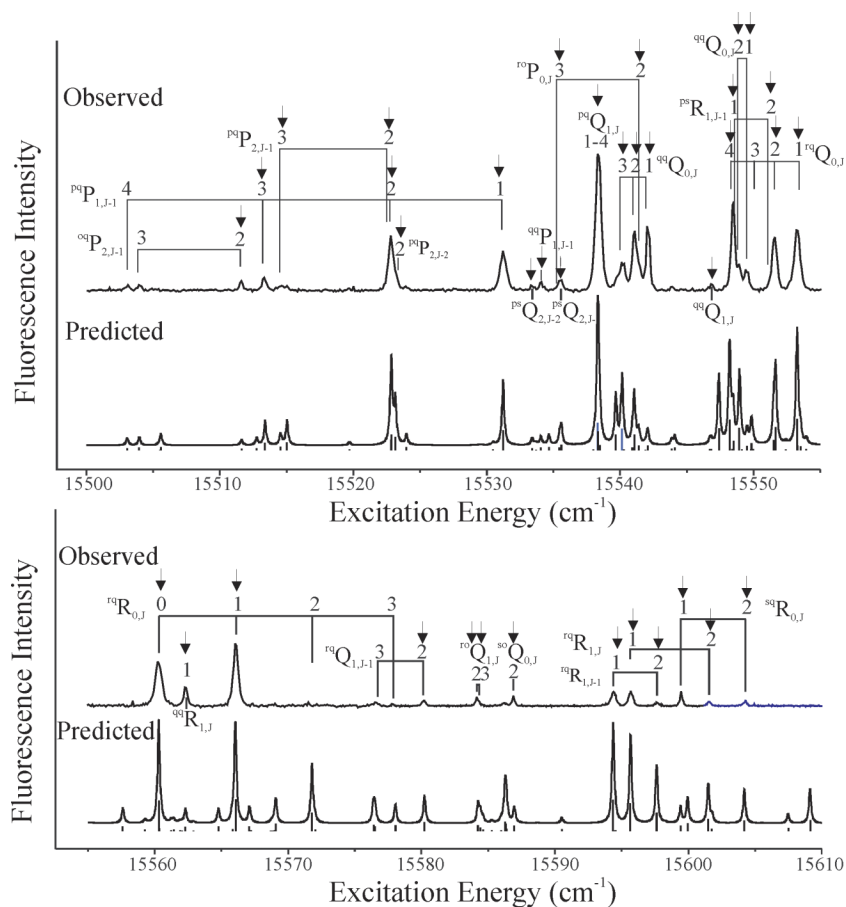 Observed
Predicted
Fluorescence Intensity
pqP1,J-1 4 3 2 1
oqP2,J-1 3 2
pqP2,J-1 3 2
2 pqP2,J-2
qqP1,J-1
psQ2,J-2
psQ2,J-
roP0,J 3 2
pqQ1,J
1-4
3 2 1 qqQ0,J
qqQ0,J 2 1
psR1,J-1 1 2
4 3 2 1 rqQ0,J
qqQ1,J
15500 15510 15520 15530 15540 15550
Excitation Energy (cm-1)
Observed
Predicted
Fluorescence Intensity
rqR0,J 0 1 2 3
1
qqR1,J
rqQ1,J-1 3 2
roQ1,J
2 3
soQ0,J
2
rqR1,J 1 2
rqR1,J-1 1 2
1 2 sqR0,J
15560 15570 15580 15590 15600 15610
Excitation Energy (cm-1)